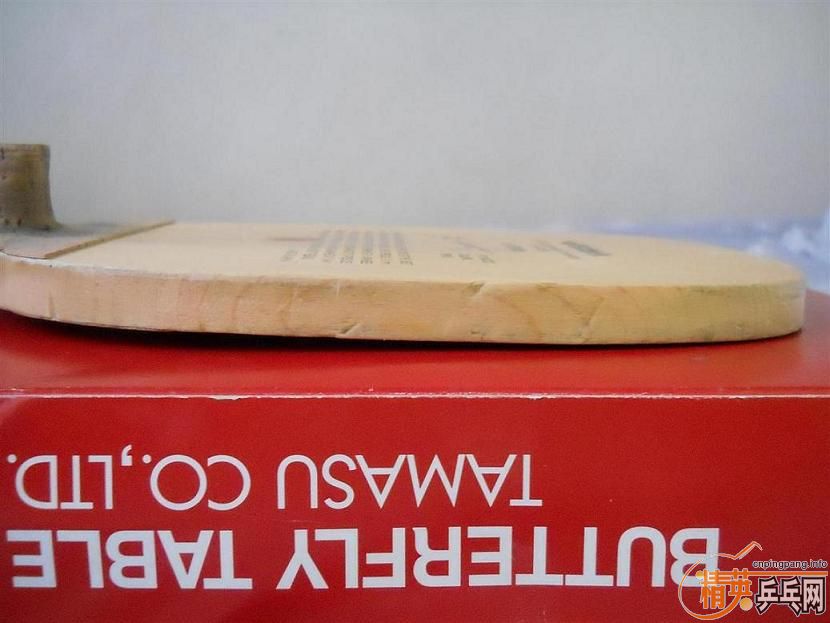 BUTTERFLY TABLE
TAMASU CO.,LTD.
cnpingpang.info
精英乒乓网